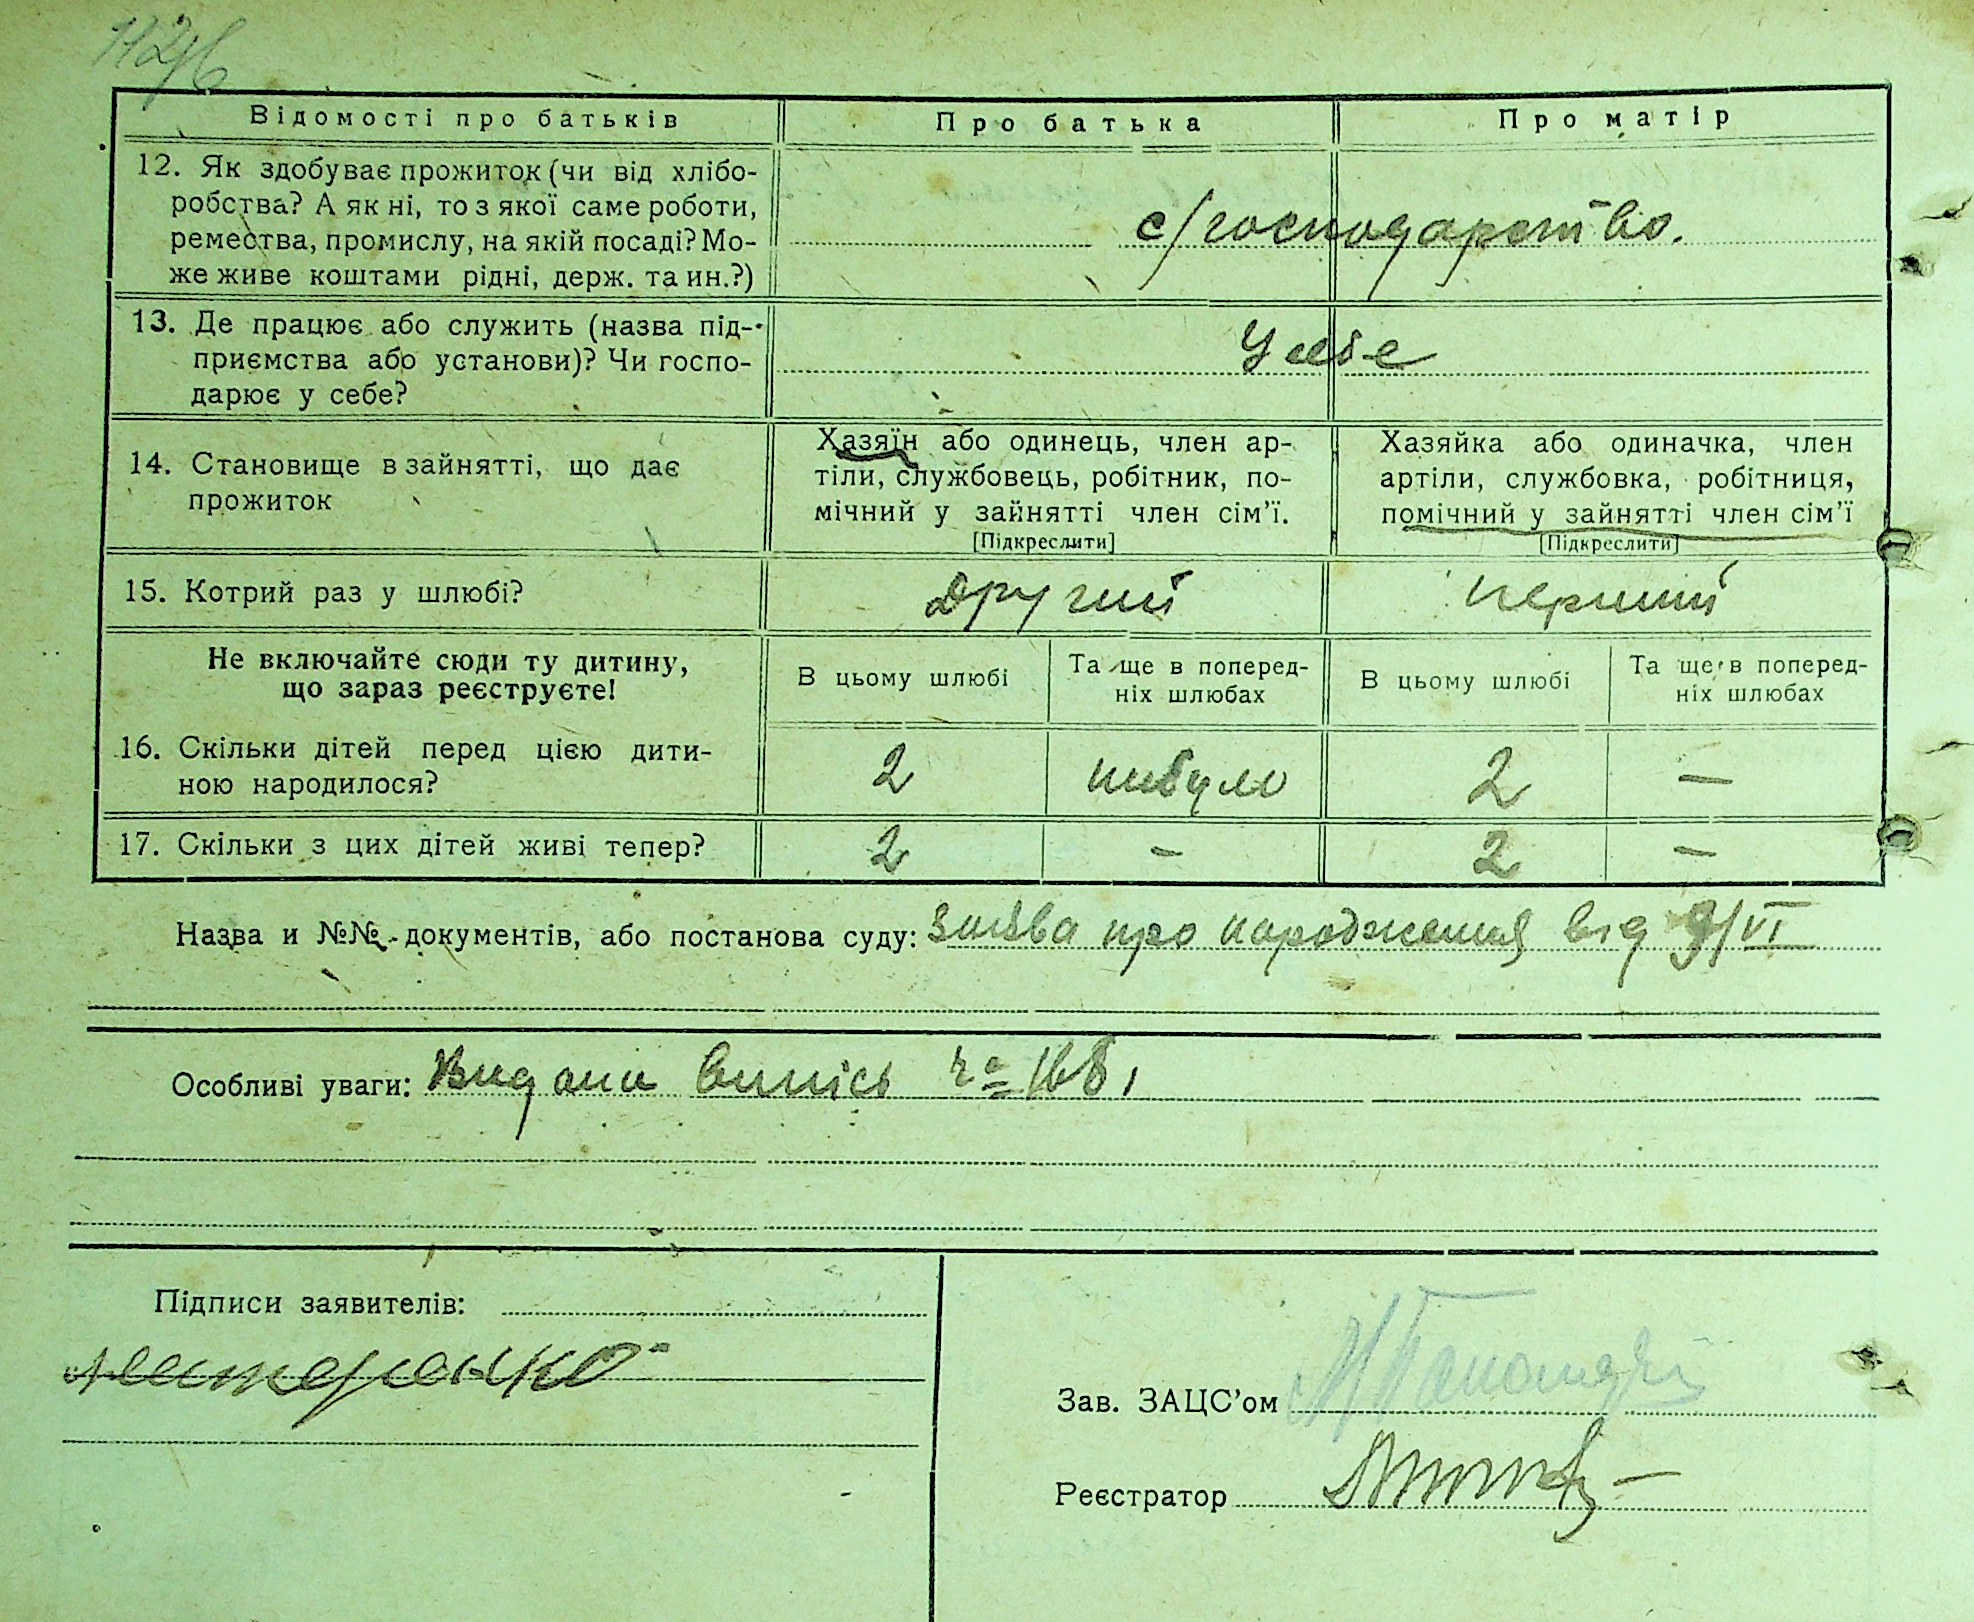 Відомості про батьків
Про батька
Про матір
12. Як здобуває прожиток (чи від хлібо-
робства? А як ні, то з якої саме роботи,
ремества, промислу, на якій посаді? Мо-
же живе коштами рідні, держ. та ин.?)
с/господарство.
13. Де працює або служить (назва під-
приємства або установи)? Чи госпо-
дарює у себе?
У себе
14. Становище в зайнятті, що дає
прожиток
Хазяїн або одинець, член ар-
тіли, службовець, робітник, по-
мічний у зайнятті член сім’ї.
[Підкреслити]
Хазяйка або одиначка, член
артіли, службовка, робітниця,
помічний у зайнятті член сім’ї
[Підкреслити]
15. Котрий раз у шлюбі?
другий
перший
Не включайте сюди ту дитину,
що зараз реєструєте!
В цьому шлюбі
Та ще в поперед-
ніх шлюбах
В цьому шлюбі
Та ще в поперед-
ніх шлюбах
16. Скільки дітей перед цією дити-
ною народилося?
2
небуло
2
—
17. Скільки з цих дітей живі тепер?
2
—
2
—
Назва и №№ документів, або постанова суду: заява про народження від 9/VI
Особливі уваги: випісь
Підписи заявителів:
Нестеренко
Зав. ЗАЦС’ом
Реєстратор